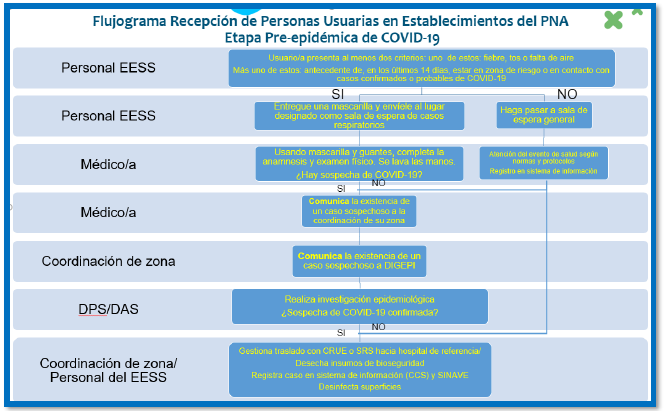 Flujograma Recepción de Personas Usuarias en Establecimientos del PNA
Etapa Pre-epidémica de COVID-19
Personal EESS
Usuario/a presenta al menos dos criterios: uno de estos: fiebre, tos o falta de aire
Más uno de estos: antecedente de, en los últimos 14 días, estar en zona de riesgo o en contacto con
casos confirmados o probables de COVID-19
SI
NO
Personal EESS
Entregue una mascarilla y envíele al lugar
designado como sala de espera de casos
respiratorios
Haga pasar a sala de
espera general
Médico/a
Usando mascarilla y guantes, completa la
anamnesis y examen físico. Se lava las manos.
¿Hay sospecha de COVID-19?
Atención del evento de salud según
normas y protocolos
Registro en sistema de información
SI
NO
Médico/a
Comunica la existencia de
un caso sospechoso a la
coordinación de su zona
Coordinación de zona
Comunica la existencia de un
caso sospechoso a DIGEPI
DPS/DAS
Realiza investigación epidemiológica
¿Sospecha de COVID-19 confirmada?
SI
NO
Coordinación de zona/
Personal del EESS
Gestiona traslado con CRUE o SRS hacia hospital de referencia/
Desecha insumos de bioseguridad
Registra caso en sistema de información (CCS) y SINAVE
Desinfecta superficies